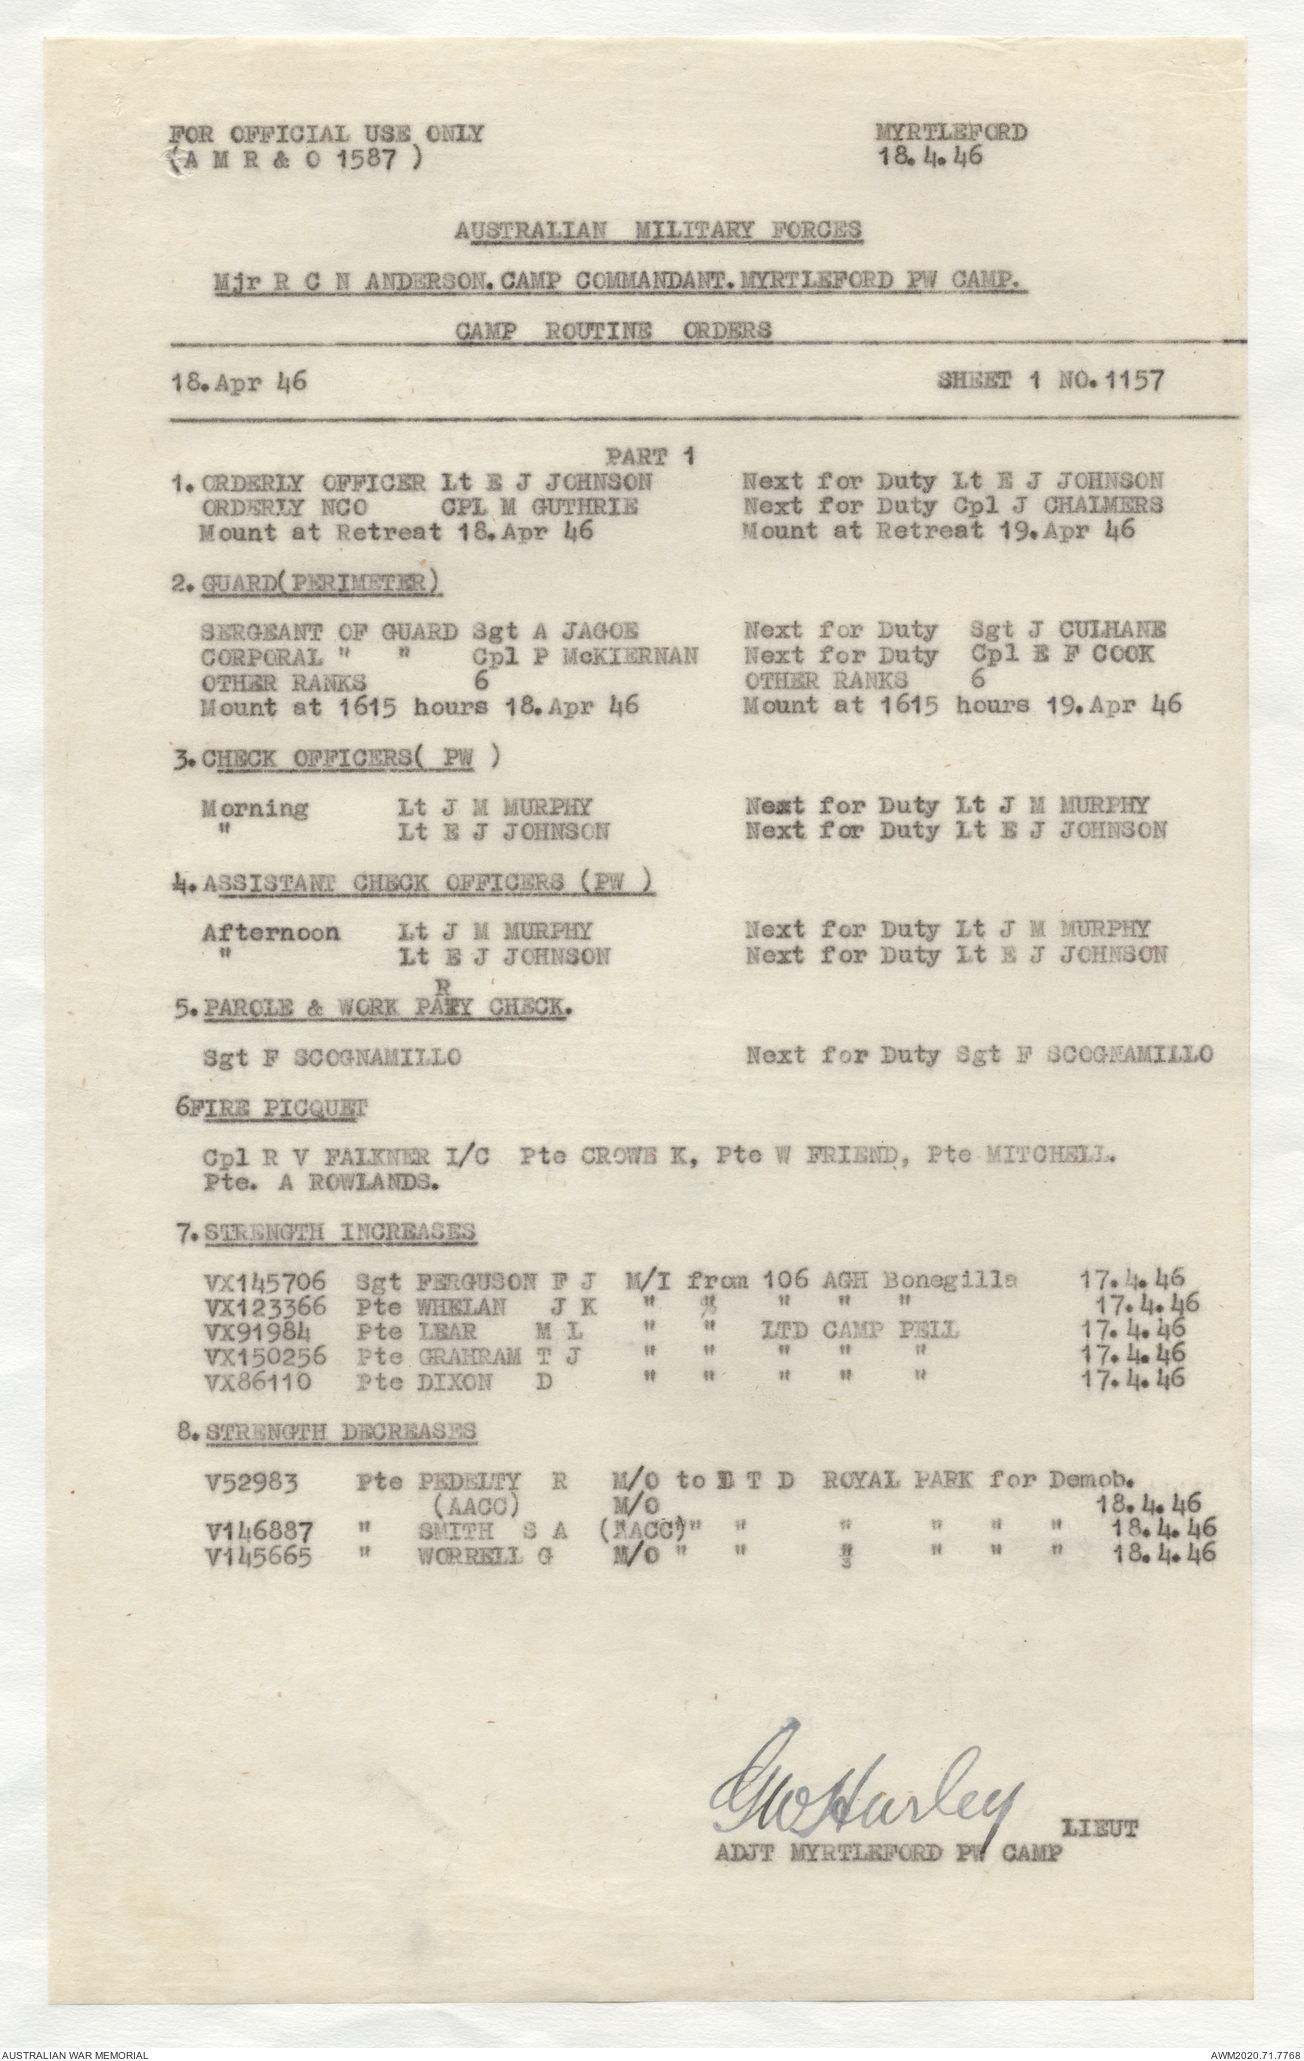 FOR OFFICIAL USE ONLY MYRTLEFORD
(A M R & O 1587 ) 18.4.46
AUSTRALIAN MILITARY FORCES
Mjr R C N ANDERSON.CAMP COMMANDANT.MYRTLEFORD PW CAMP.
CAMP ROUTINE ORDERS
18.Apr 46 SHEET 1 NO.1157
PART 1
1.ORDERLY OFFICER Lt E J JOHNSON Next for Duty Lt E J JOHNSON
ORDERLY NCO CPL M GUTHRIE Next for Duty Cpl J CHALMERS
Mount at Retreat 18.Apr 46 Mount at Retreat 19.Apr 46
2.GUARD(PERIMETER)
SERGEANT OF GUARD Sgt A JAGOE Next for Duty Sgt J CULHANE
CORPORAL " " Cpl P McKIERNAN Next for Duty Cpl E F COOK
OTHER RANKS 6 OTHER RANKS 6
Mount at 1615 hours 18.Apr 46 Mount at 1615 hours 19.Apr 46
3.CHECK OFFICERS( PW )
Morning Lt J M MURPHY Next for Duty Lt J M MURPHY
" Lt E J JOHNSON Next for Duty Lt E J JOHNSON
4.ASSISTANT CHECK OFFICERS (PW )
Afternoon Lt J M MURPHY Next for Duty Lt J M MURPHY
" Lt E J JOHNSON Next for Duty Lt E J JOHNSON
R
5.PAROLE & WORK PATY CHECK.
Sgt F SCOGNAMILLO Next for Duty Sgt F SCOGNAMILLO
6FIRE PICQUET
Cpl R V FALKNER I/C Pte CROWE K, Pte W FRIEND, Pte MITCHELL.
Pte. A ROWLANDS.
7.STRENGTH INCREASES
VX145706 Sgt FERGUSON F J M/I from 106 AGH Bonegilla 17.4.46
VX123366 Pte WHELAN J K " " " " " 17.4.46
VX91984 Pte LEAR M L " " LTD CAMP PELL 17.4.46
VX150256 Pte GRAHRAM T J " " " " " 17.4.46
VX86110 Pte DIXON D " " " " " 17.4.46
8.STRENGTH DECREASES
V52983 Pte PEDELTY R M/O to L T D ROYAL PARK for Demob.
(AACC) M/O 18.4.46
V146887 " SMITH S A (AACC)" " " " " " 18.4.46
V145665 " WORRELL G M/O " " " " " " 18.4.46
GW Hurley LIEUT
ADJT MYRTLEFORD PW CAMP
AUSTRALIAN WAR MEMORIAL AWM2020.71.7768